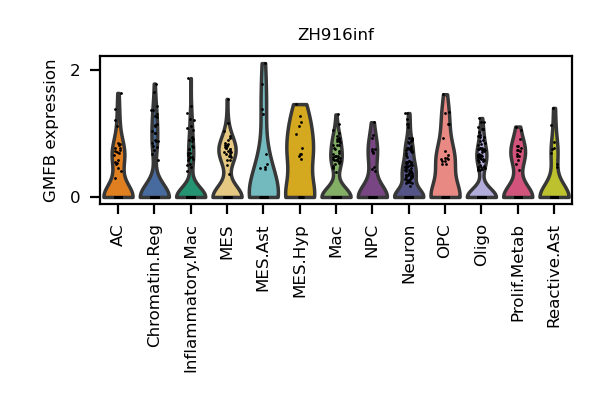 ZH916inf
GMFB expression
2
0
AC
Chromatin.Reg
Inflammatory.Mac
MES
MES.Ast
MES.Hyp
Mac
NPC
Neuron
OPC
Oligo
Prolif.Metab
Reactive.Ast